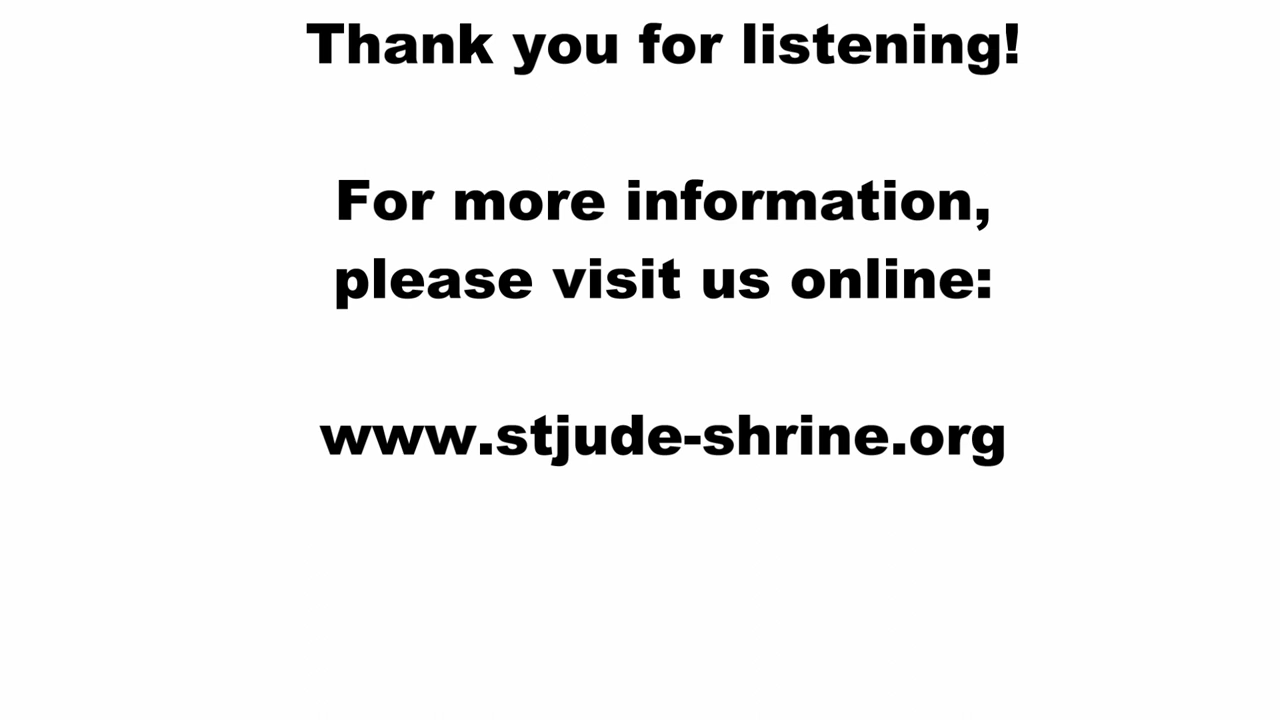 Thank you for listening!
For more information,
please visit us online:
www.stjude-shrine.org